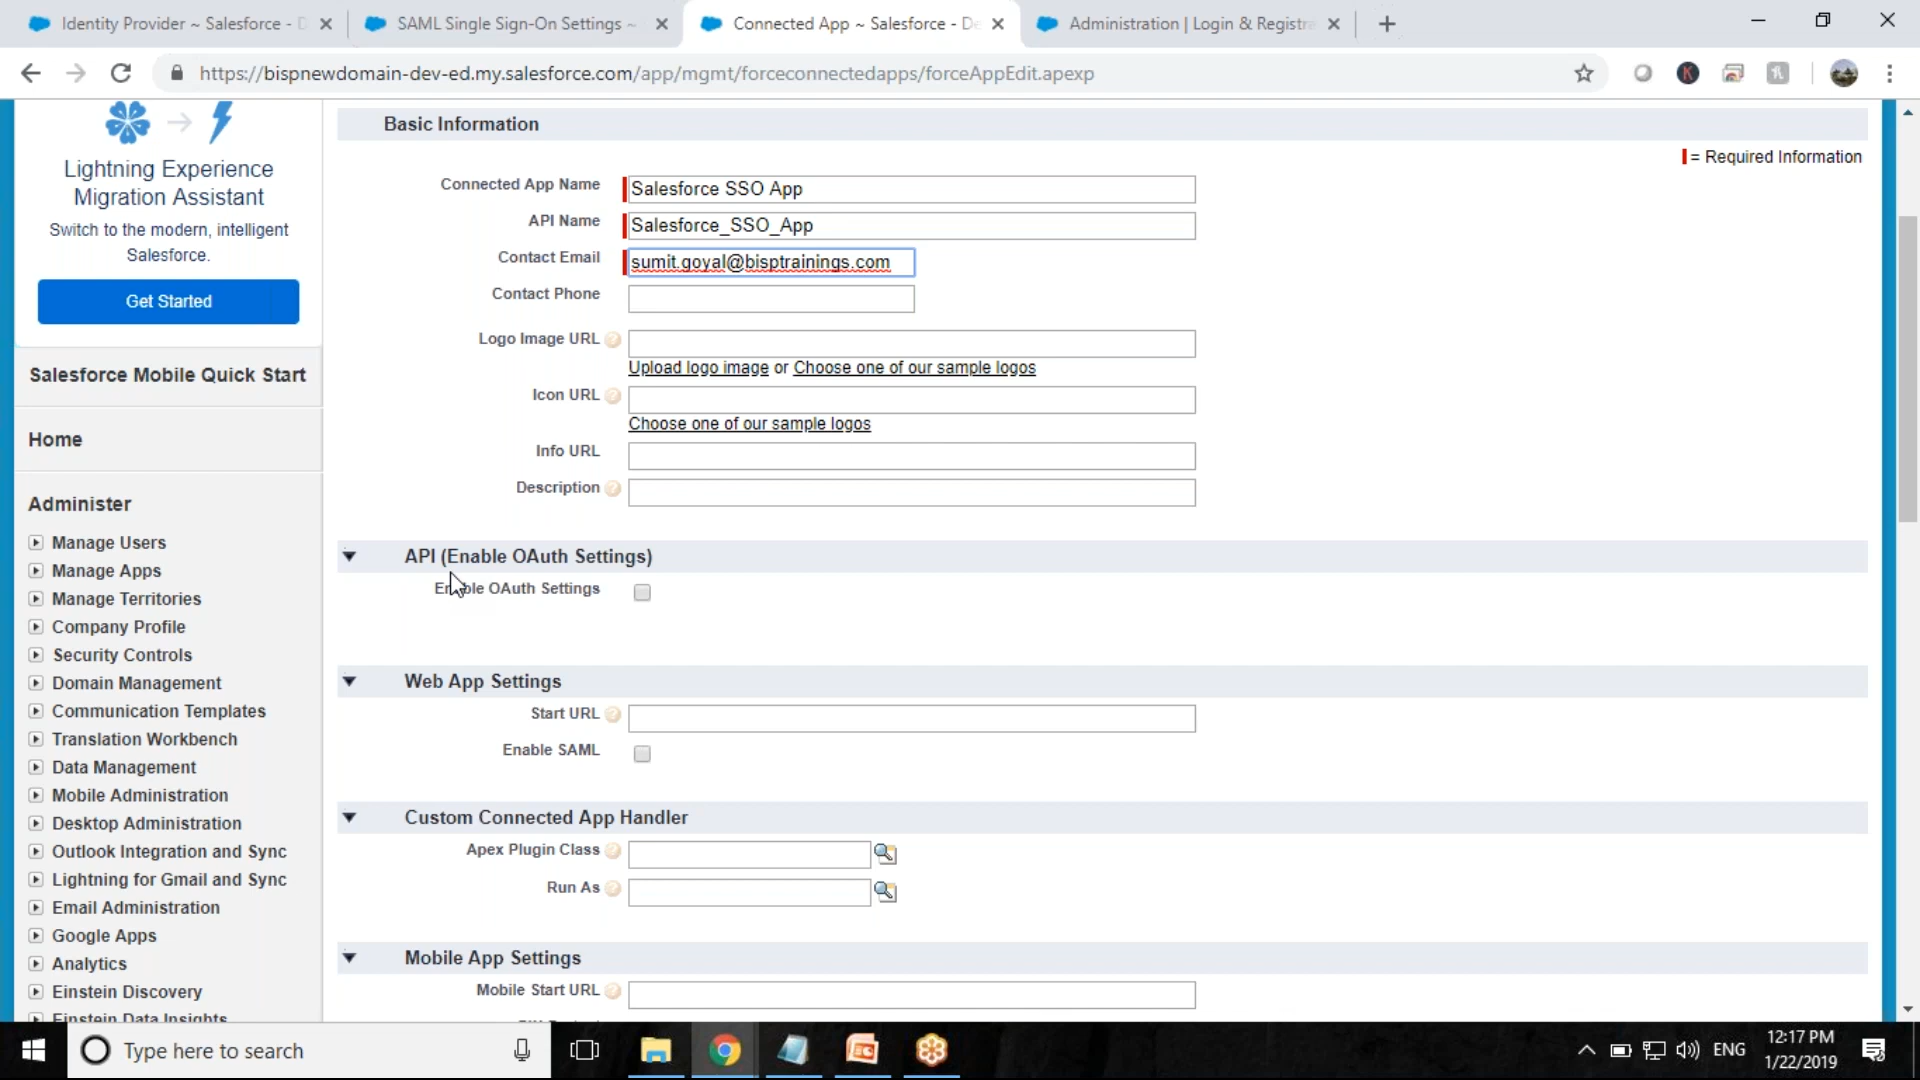 Identity Provider ~ Salesforce - D
SAML Single Sign-On Settings ~
Connected App ~ Salesforce - De
Administration | Login & Registra
https://bispnewdomain-dev-ed.my.salesforce.com/app/mgmt/forceconnectedapps/forceAppEdit.apexp
Lightning Experience
Migration Assistant
Switch to the modern, intelligent
Salesforce.
Get Started
Salesforce Mobile Quick Start
Home
Administer
Manage Users
Manage Apps
Manage Territories
Company Profile
Security Controls
Domain Management
Communication Templates
Translation Workbench
Data Management
Mobile Administration
Desktop Administration
Outlook Integration and Sync
Lightning for Gmail and Sync
Email Administration
Google Apps
Analytics
Einstein Discovery
Einstein Data Insights
Basic Information
= Required Information
Connected App Name Salesforce SSO App
API Name Salesforce_SSO_App
Contact Email sumit.goyal@bisptrainings.com
Contact Phone
Logo Image URL
Upload logo image or Choose one of our sample logos
Icon URL
Choose one of our sample logos
Info URL
Description
API (Enable OAuth Settings)
Enable OAuth Settings
Web App Settings
Start URL
Enable SAML
Custom Connected App Handler
Apex Plugin Class
Run As
Mobile App Settings
Mobile Start URL
Type here to search
ENG
12:17 PM
1/22/2019